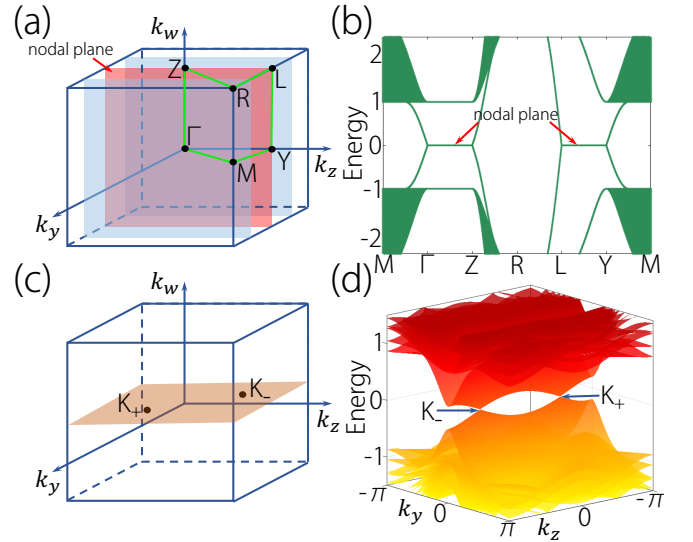 (a)
k_w
nodal plane
Z
L
R
Γ
Y
M
k_z
k_y
(b)
2
1
0
-1
-2
Energy
nodal plane
M Γ Z R L Y M
(c)
k_w
K_+
K_-
k_z
k_y
(d)
1
0
-1
Energy
K_-
K_+
-π
k_y
0
π
k_z
0
-π